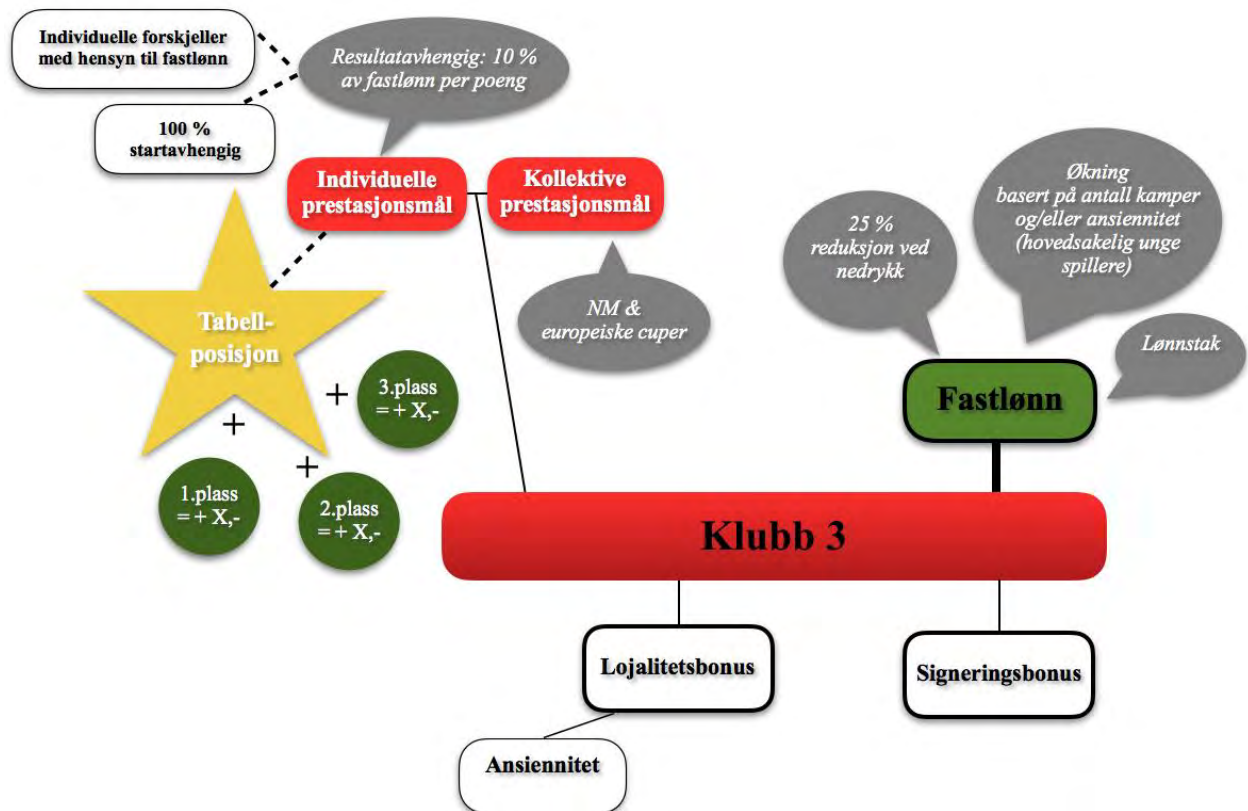 Individuelle forskjeller
med hensyn til fastlønn
100 %
startavhengig
Resultatavhengig: 10 %
av fastlønn per poeng
Individuelle
prestasjonsmål
Kollektive
prestasjonsmål
NM &
europeiske cuper
Tabell-
posisjon
+
+
+
1.plass
= + X,-
2.plass
= + X,-
3.plass
= + X,-
25 %
reduksjon ved
nedrykk
Økning
basert på antall kamper
og/eller ansiennitet
(hovedsakelig unge
spillere)
Lønnstak
Fastlønn
Klubb 3
Lojalitetsbonus
Signeringsbonus
Ansiennitet